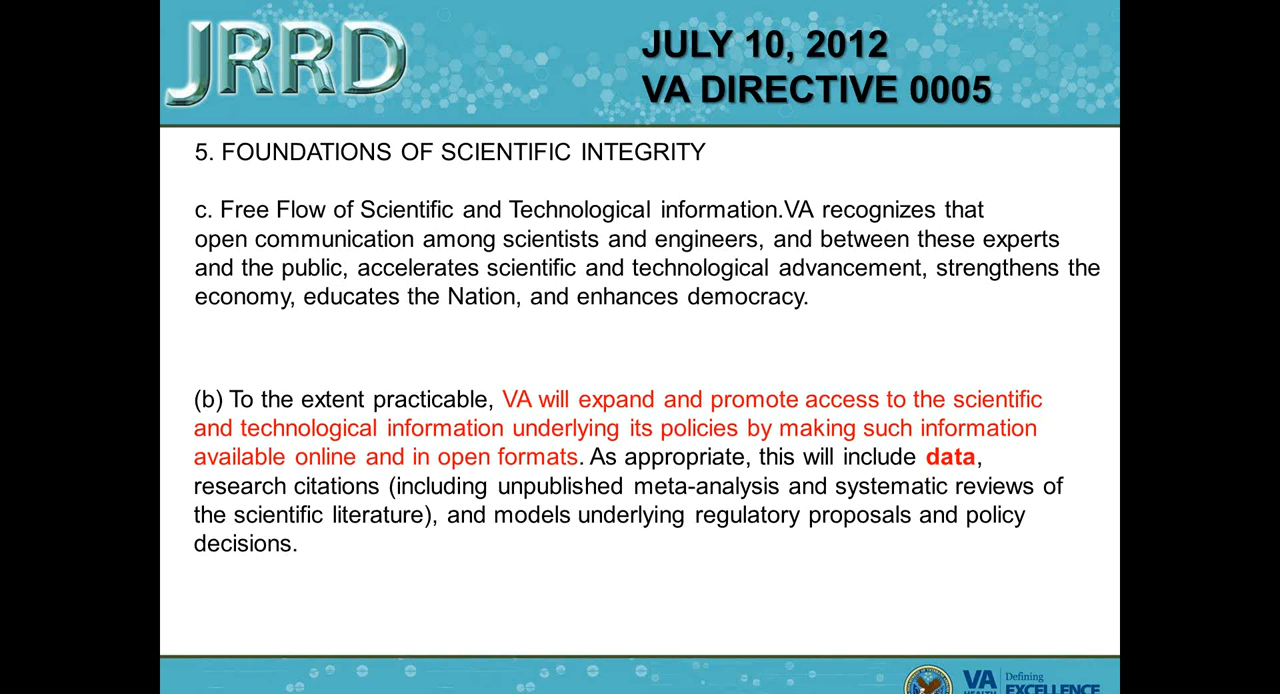 JRRD
JULY 10, 2012
VA DIRECTIVE 0005
5. FOUNDATIONS OF SCIENTIFIC INTEGRITY
c. Free Flow of Scientific and Technological information.VA recognizes that
open communication among scientists and engineers, and between these experts
and the public, accelerates scientific and technological advancement, strengthens the
economy, educates the Nation, and enhances democracy.
(b) To the extent practicable, VA will expand and promote access to the scientific
and technological information underlying its policies by making such information
available online and in open formats. As appropriate, this will include data,
research citations (including unpublished meta-analysis and systematic reviews of
the scientific literature), and models underlying regulatory proposals and policy
decisions.
VA
Defining
HEALTH
EXCELLENCE